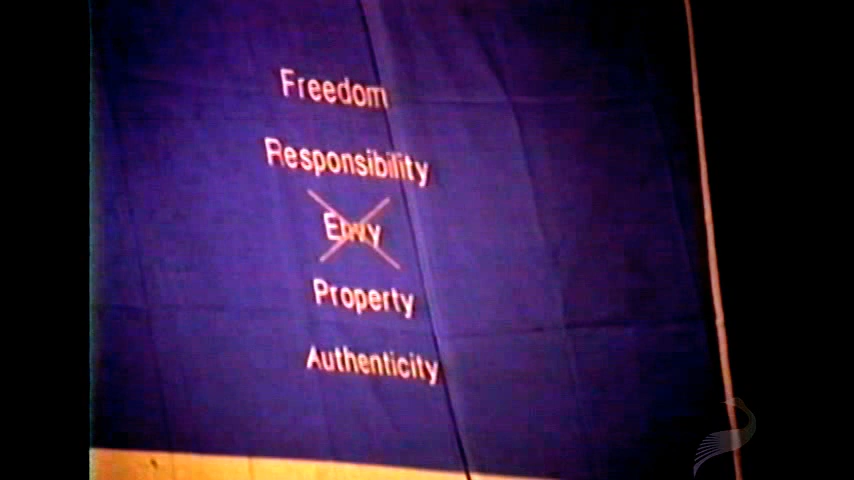 Freedom
Responsibility
Envy
Property
Authenticity